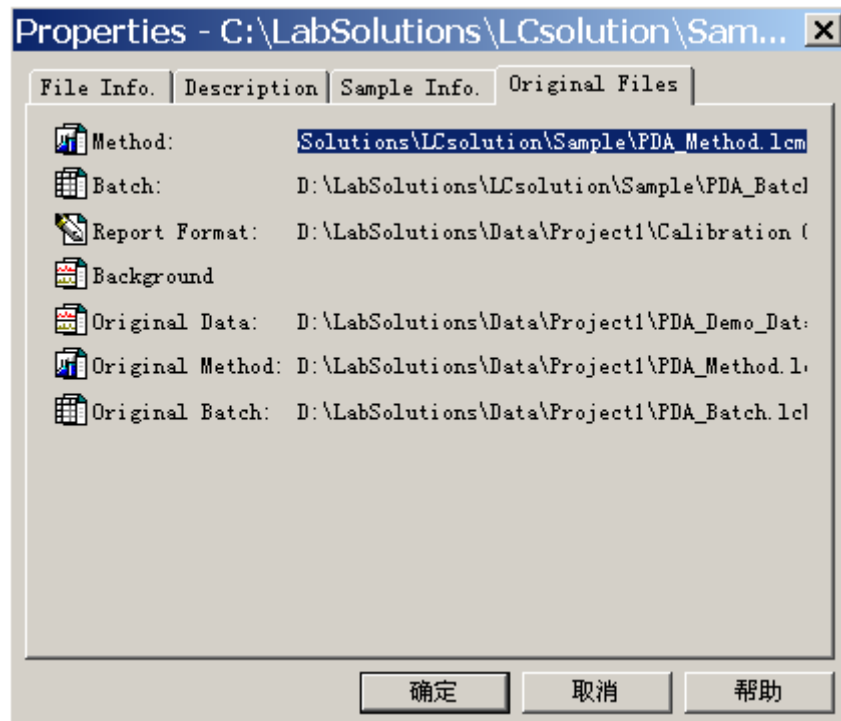 Properties - C:\LabSolutions\LCsolution\Sam...
File Info. Description Sample Info. Original Files
Method: Solutions\LCsolution\Sample\PDA_Method.lcm
Batch: D:\LabSolutions\LCsolution\Sample\PDA_Batc
Report Format: D:\LabSolutions\Data\Project1\Calibration (
Background
Original Data: D:\LabSolutions\Data\Project1\PDA_Demo_Dat
Original Method: D:\LabSolutions\Data\Project1\PDA_Method.l
Original Batch: D:\LabSolutions\Data\Project1\PDA_Batch.lc
确定 取消 帮助